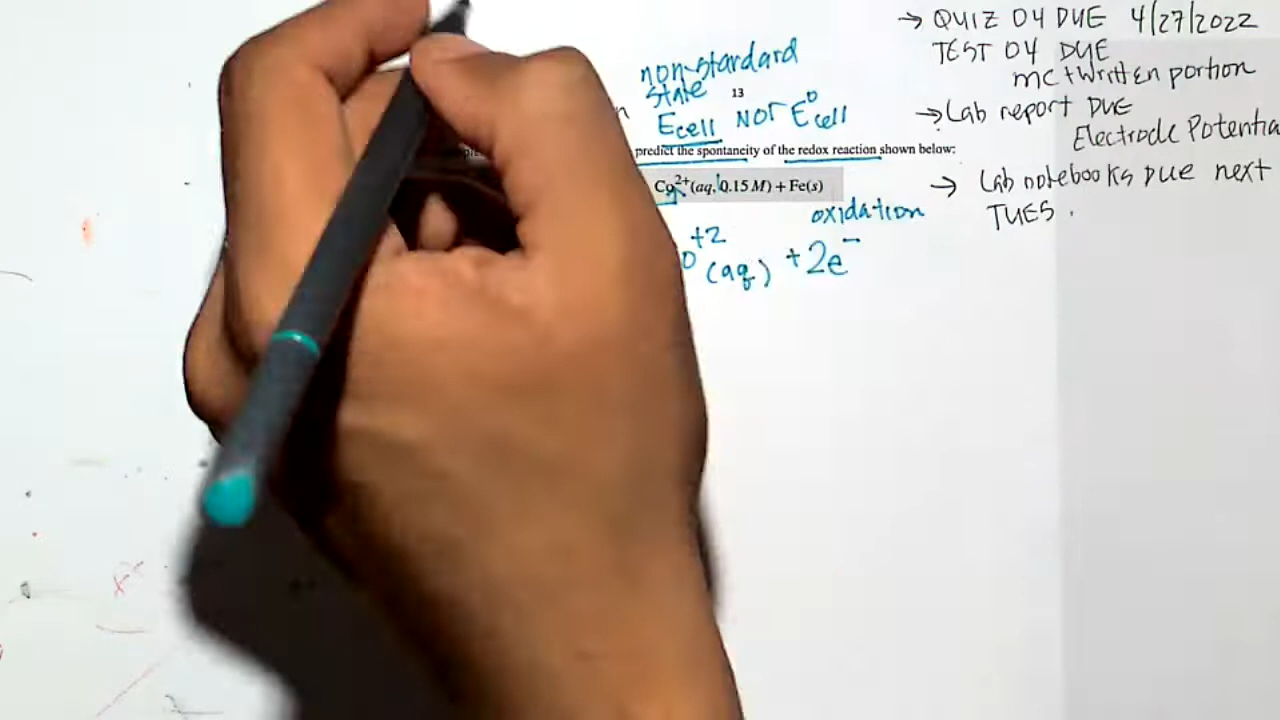 non-standard
state
13
Ecell NOT E°cell
predict the spontaneity of the redox reaction shown below:
Co²⁺(aq, 0.15 M) + Fe(s)
oxidation
+2
(aq) + 2e⁻
→ QUIZ 04 DUE 4/27/2022
TEST 04 DUE
mc + written portion
→ Lab report DUE
Electrode Potentia
→ Lab notebooks Due next
TUES.